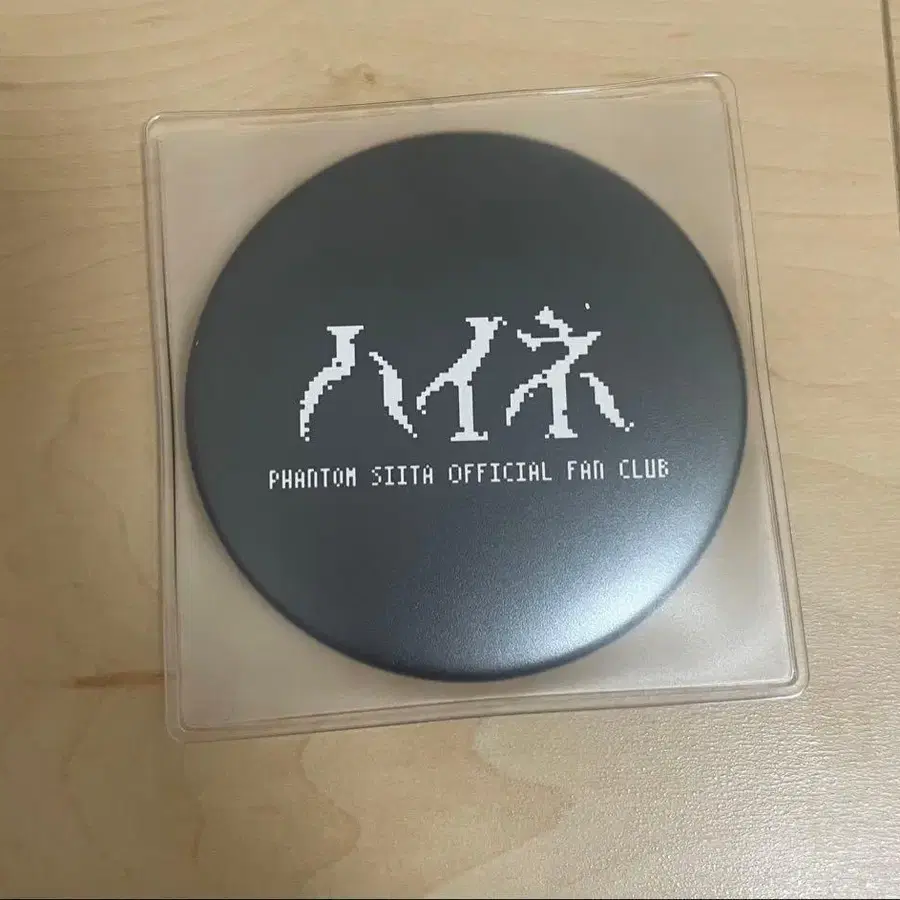 ハイネ
PHANTOM SIITA OFFICIAL FAN CLUB